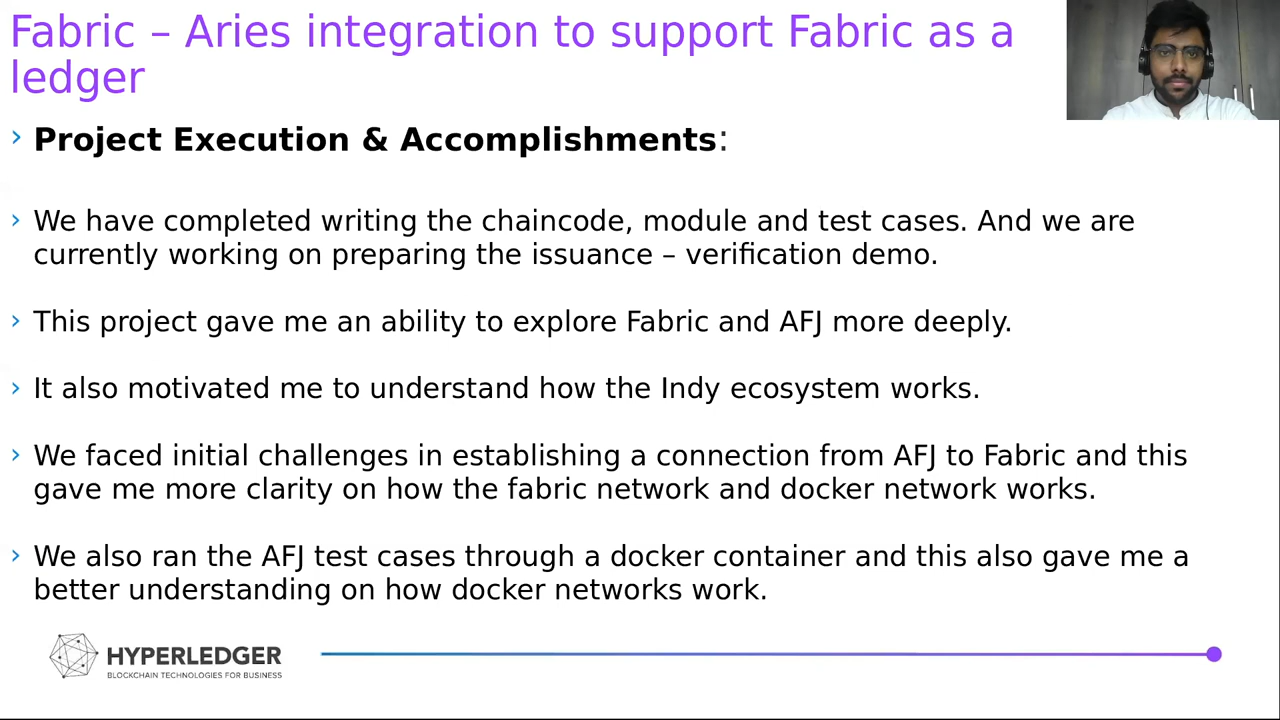 Fabric – Aries integration to support Fabric as a
ledger
› Project Execution & Accomplishments:
› We have completed writing the chaincode, module and test cases. And we are
currently working on preparing the issuance – verification demo.
› This project gave me an ability to explore Fabric and AFJ more deeply.
› It also motivated me to understand how the Indy ecosystem works.
› We faced initial challenges in establishing a connection from AFJ to Fabric and this
gave me more clarity on how the fabric network and docker network works.
› We also ran the AFJ test cases through a docker container and this also gave me a
better understanding on how docker networks work.
HYPERLEDGER
BLOCKCHAIN TECHNOLOGIES FOR BUSINESS